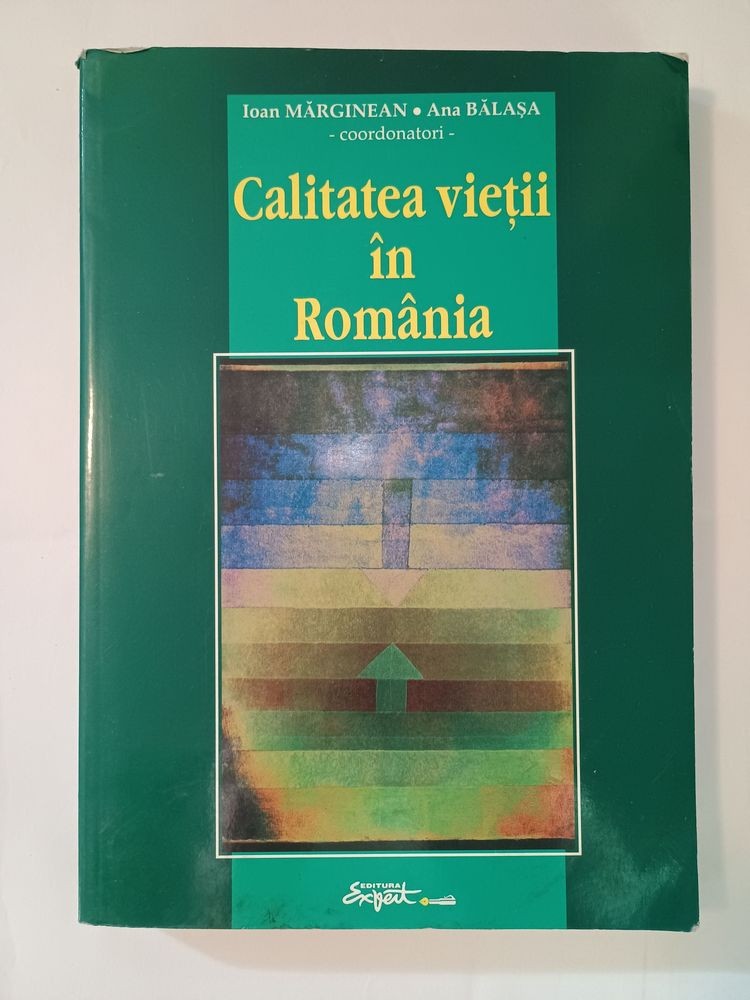 Ioan MĂRGINEAN • Ana BĂLAȘA
- coordonatori -
Calitatea vieții
în
România
EDITURA
Expert